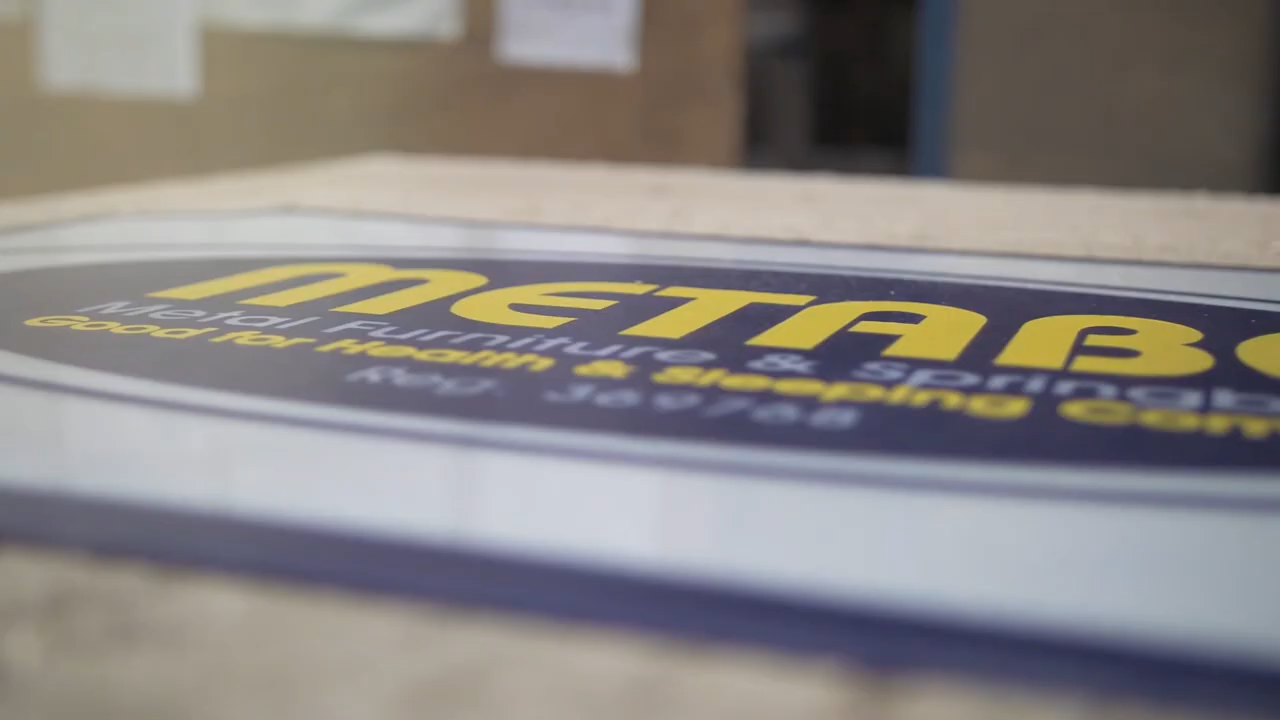 METAB
Metal Furniture & Springb
Good for Health & Sleeping Com
Reg. 369768